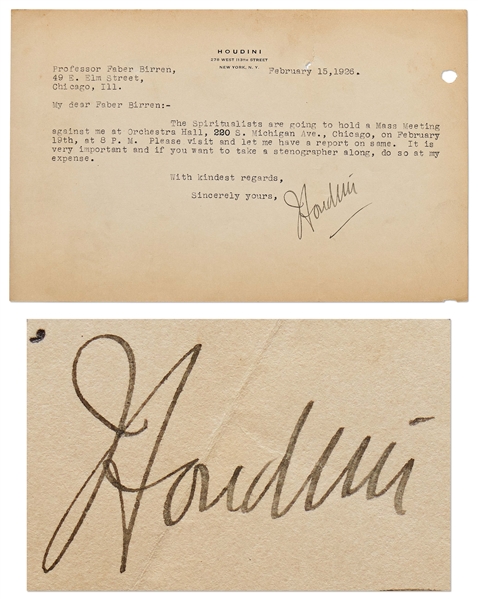 HOUDINI
278 WEST 113TH STREET
NEW YORK, N. Y.
Professor Faber Birren,
49 E. Elm Street,
Chicago, Ill.
February 15,1926.
My dear Faber Birren:-
The Spiritualists are going to hold a Mass Meeting
against me at Orchestra Hall, 220 S. Michigan Ave., Chicago, on February
19th, at 8 P. M. Please visit and let me have a report on same. It is
very important and if you want to take a stenographer along, do so at my
expense.
With kindest regards,
Sincerely yours,
Houdini
Houdini